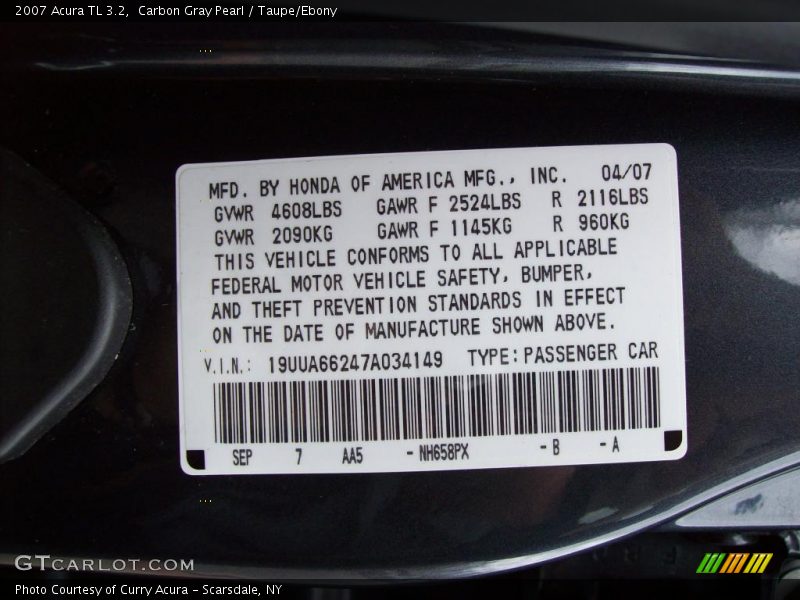 2007 Acura TL 3.2,  Carbon Gray Pearl / Taupe/Ebony
MFD. BY HONDA OF AMERICA MFG., INC. 04/07
GVWR 4608LBS GAWR F 2524LBS R 2116LBS
GVWR 2090KG GAWR F 1145KG R 960KG
THIS VEHICLE CONFORMS TO ALL APPLICABLE
FEDERAL MOTOR VEHICLE SAFETY, BUMPER,
AND THEFT PREVENTION STANDARDS IN EFFECT
ON THE DATE OF MANUFACTURE SHOWN ABOVE.
V.I.N.: 19UUA66247A034149 TYPE:PASSENGER CAR
SEP 7 AA5 - NH658PX - B - A
GTCARLOT.COM
Photo Courtesy of Curry Acura - Scarsdale, NY